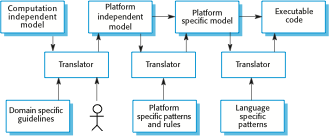 Computation
independent
model
Platform
independent
model
Platform
specific model
Executable
code
Translator
Translator
Translator
Domain specific
guidelines
Platform
specific patterns
and rules
Language
specific
patterns